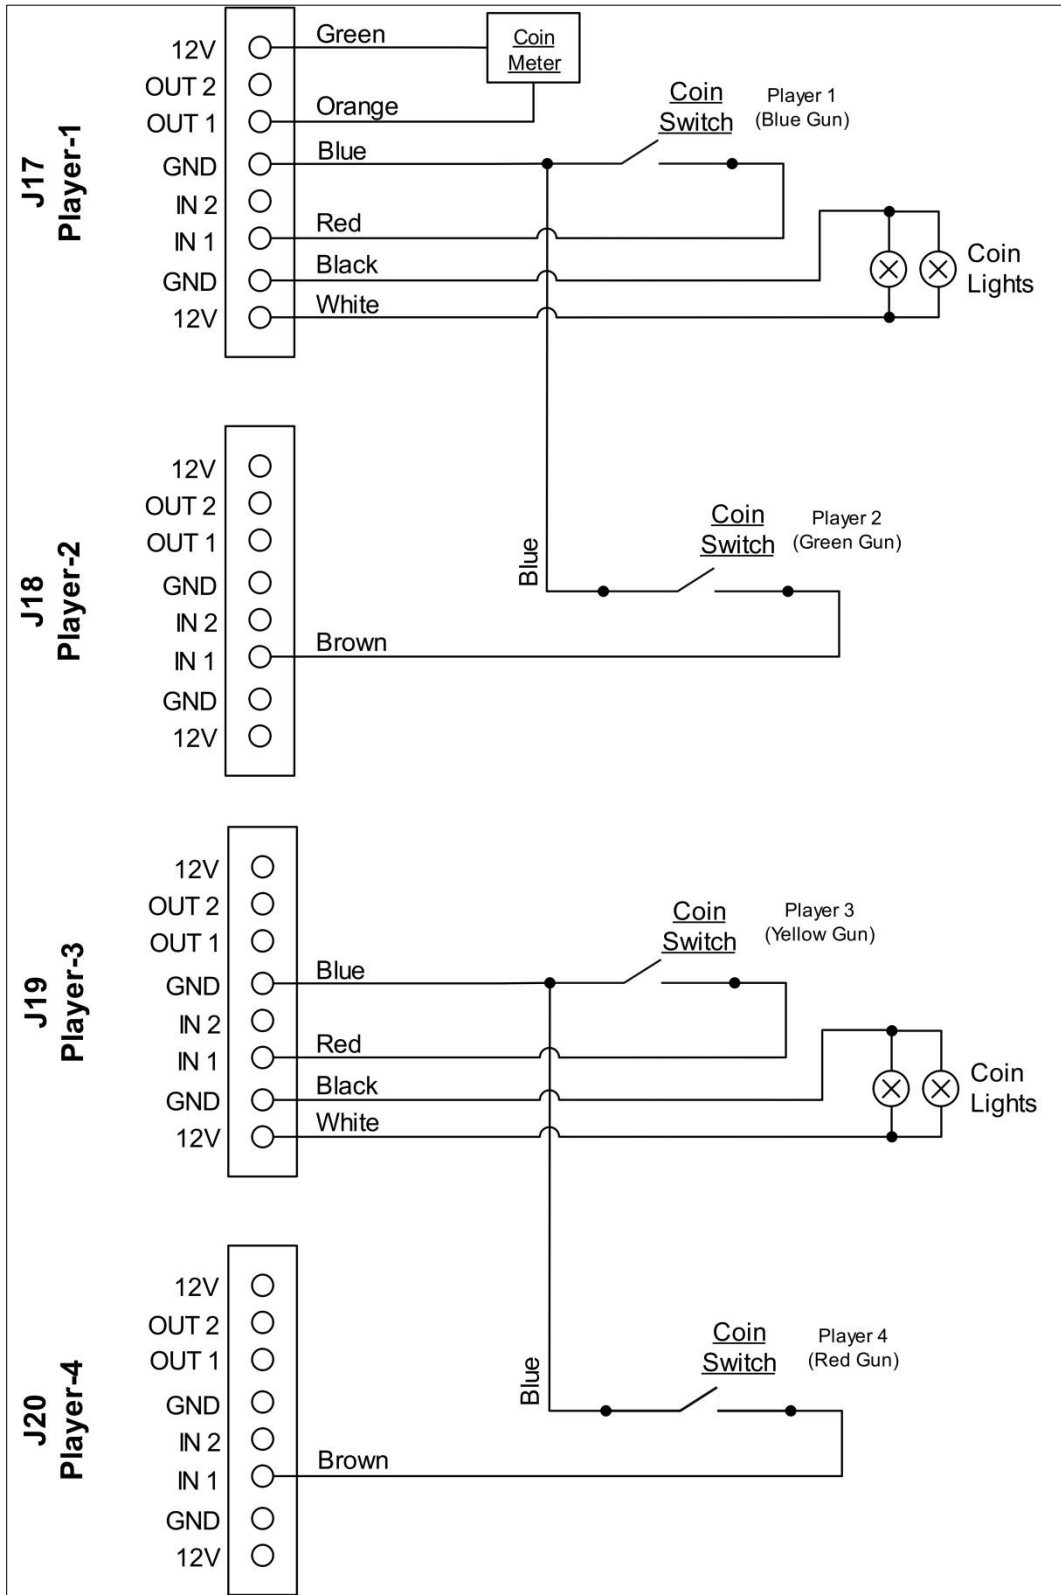 J17
Player-1
12V
OUT 2
OUT 1
GND
IN 2
IN 1
GND
12V
Green
Orange
Blue
Red
Black
White
Coin
Meter
Coin
Switch
Player 1
(Blue Gun)
Coin
Lights
J18
Player-2
12V
OUT 2
OUT 1
GND
IN 2
IN 1
GND
12V
Blue
Brown
Coin
Switch
Player 2
(Green Gun)
J19
Player-3
12V
OUT 2
OUT 1
GND
IN 2
IN 1
GND
12V
Blue
Red
Black
White
Coin
Switch
Player 3
(Yellow Gun)
Coin
Lights
J20
Player-4
12V
OUT 2
OUT 1
GND
IN 2
IN 1
GND
12V
Blue
Brown
Coin
Switch
Player 4
(Red Gun)